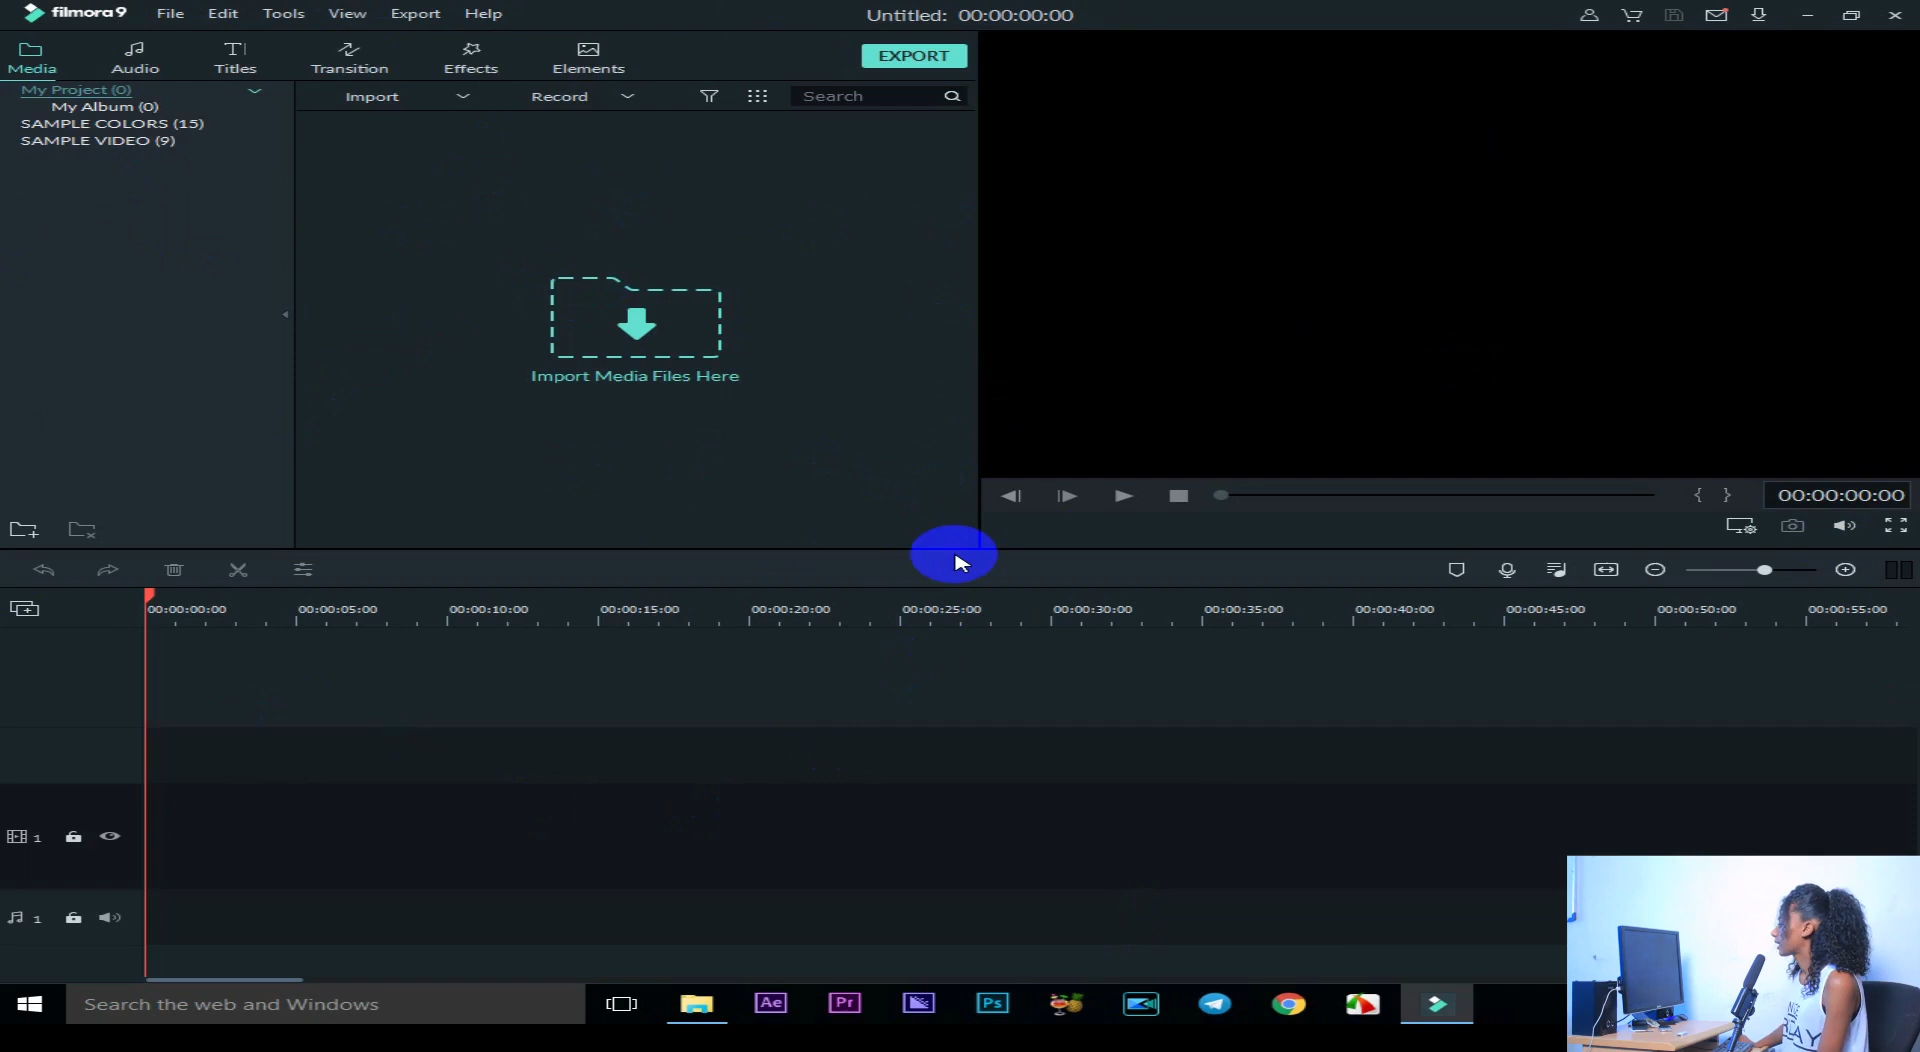 filmora9 File Edit Tools View Export Help Untitled: 00:00:00:00
Media Audio Titles Transition Effects Elements EXPORT
My Project (0) Import Record Search
My Album (0)
SAMPLE COLORS (15)
SAMPLE VIDEO (9)
Import Media Files Here
{ } 00:00:00:00
00:00:00:00 00:00:05:00 00:00:10:00 00:00:15:00 00:00:20:00 00:00:25:00 00:00:30:00 00:00:35:00 00:00:40:00 00:00:45:00 00:00:50:00 00:00:55:00
1
1
Search the web and Windows Ae Pr Ps